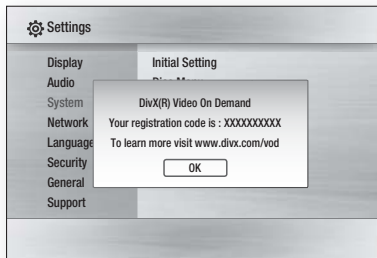 Settings
Display
Initial Setting
Audio
System
Network
Language
Security
General
Support
DivX(R) Video On Demand
Your registration code is : XXXXXXXXXX
To learn more visit www.divx.com/vod
OK